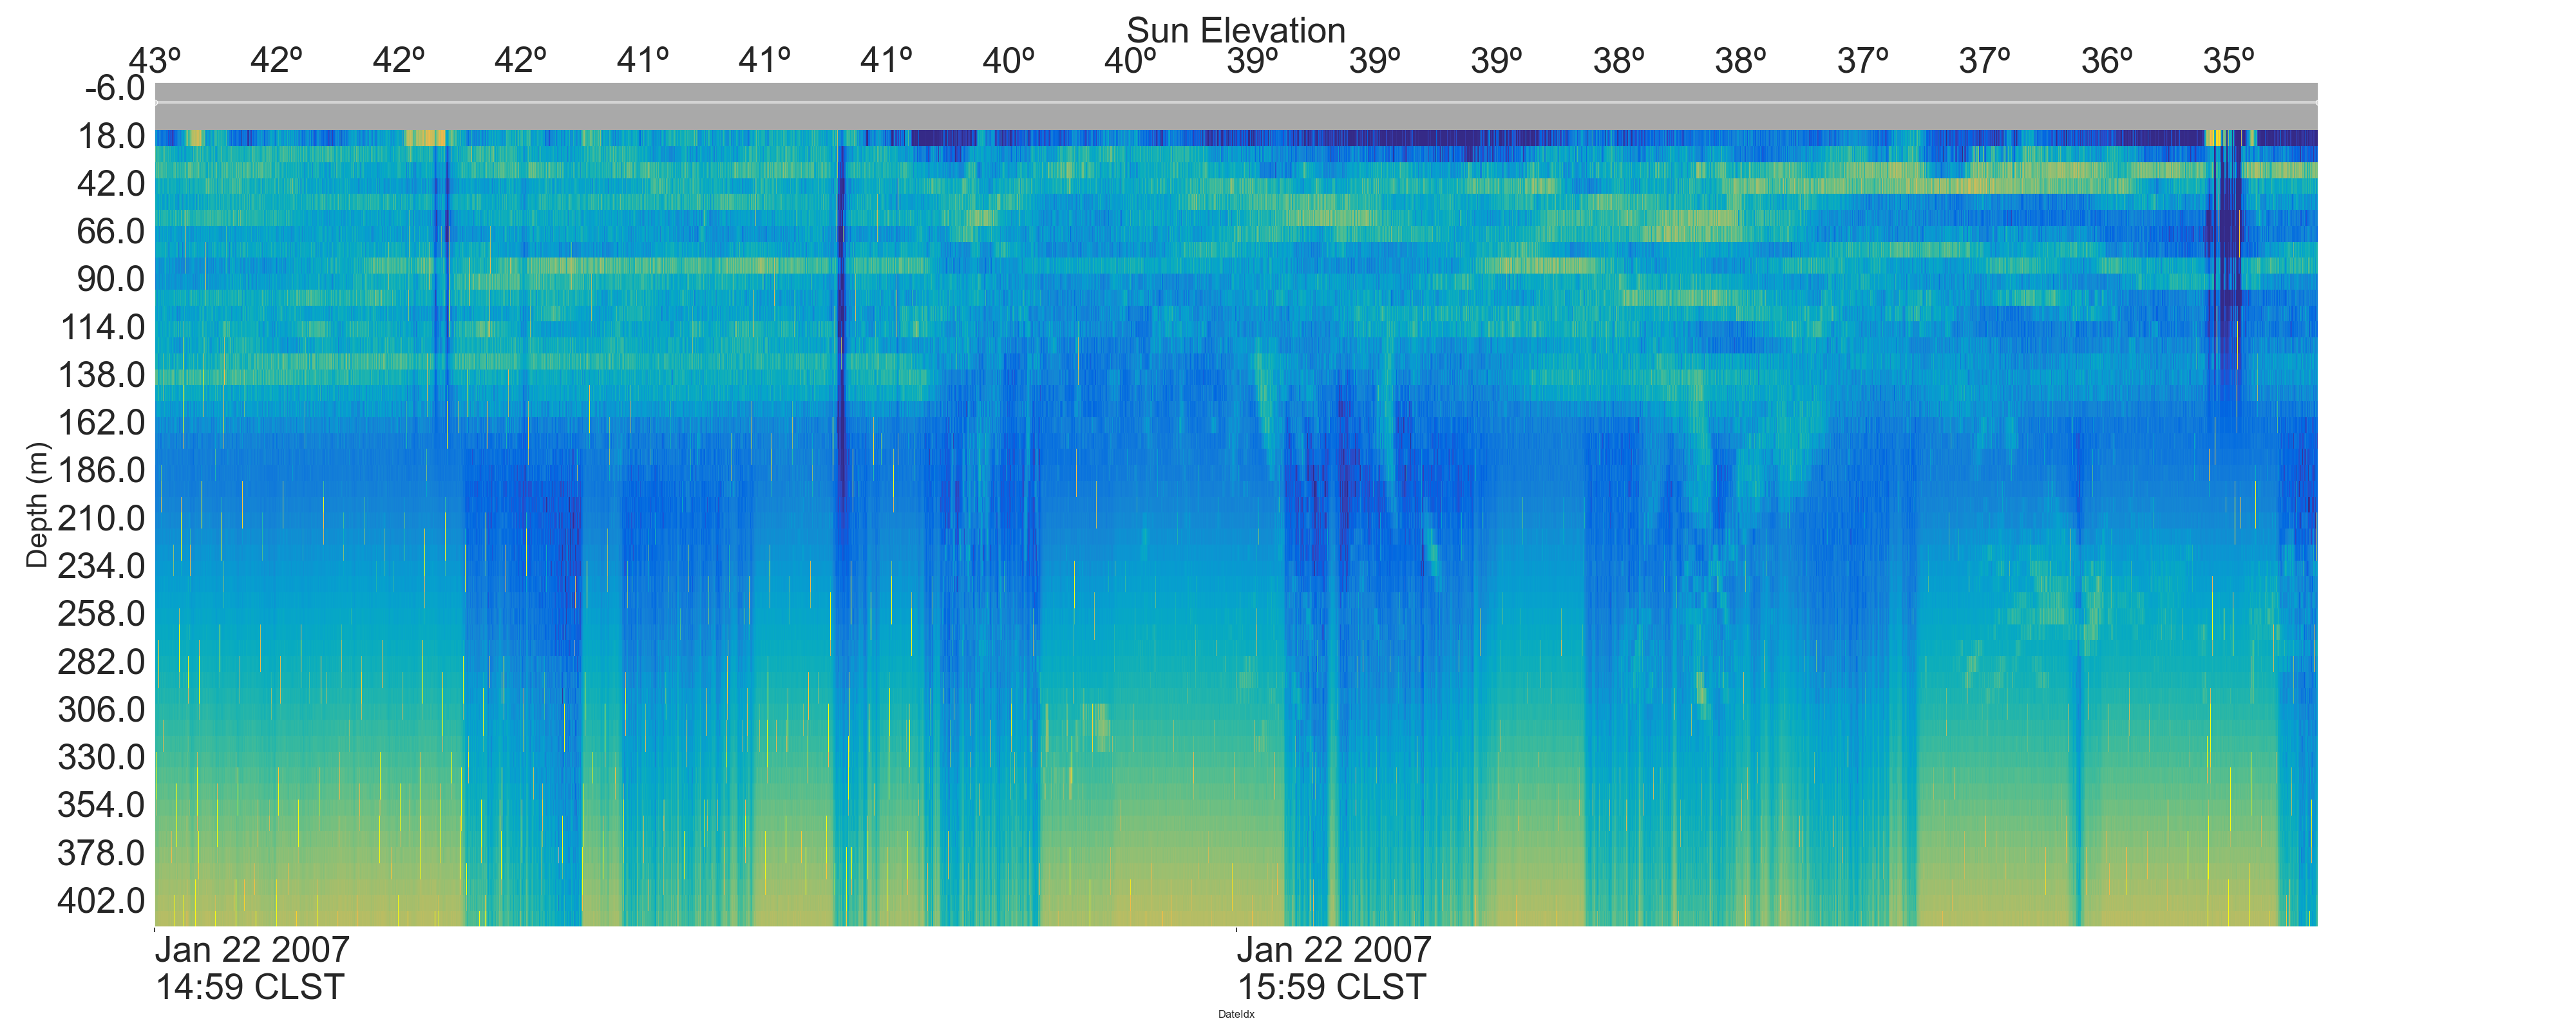 Sun Elevation
43º 42º 42º 42º 41º 41º 41º 40º 40º 39º 39º 39º 38º 38º 37º 37º 36º 35º
-6.0
18.0
42.0
66.0
90.0
114.0
138.0
162.0
186.0
210.0
234.0
258.0
282.0
306.0
330.0
354.0
378.0
402.0
Depth (m)
Jan 22 2007
14:59 CLST
Jan 22 2007
15:59 CLST
DateIdx